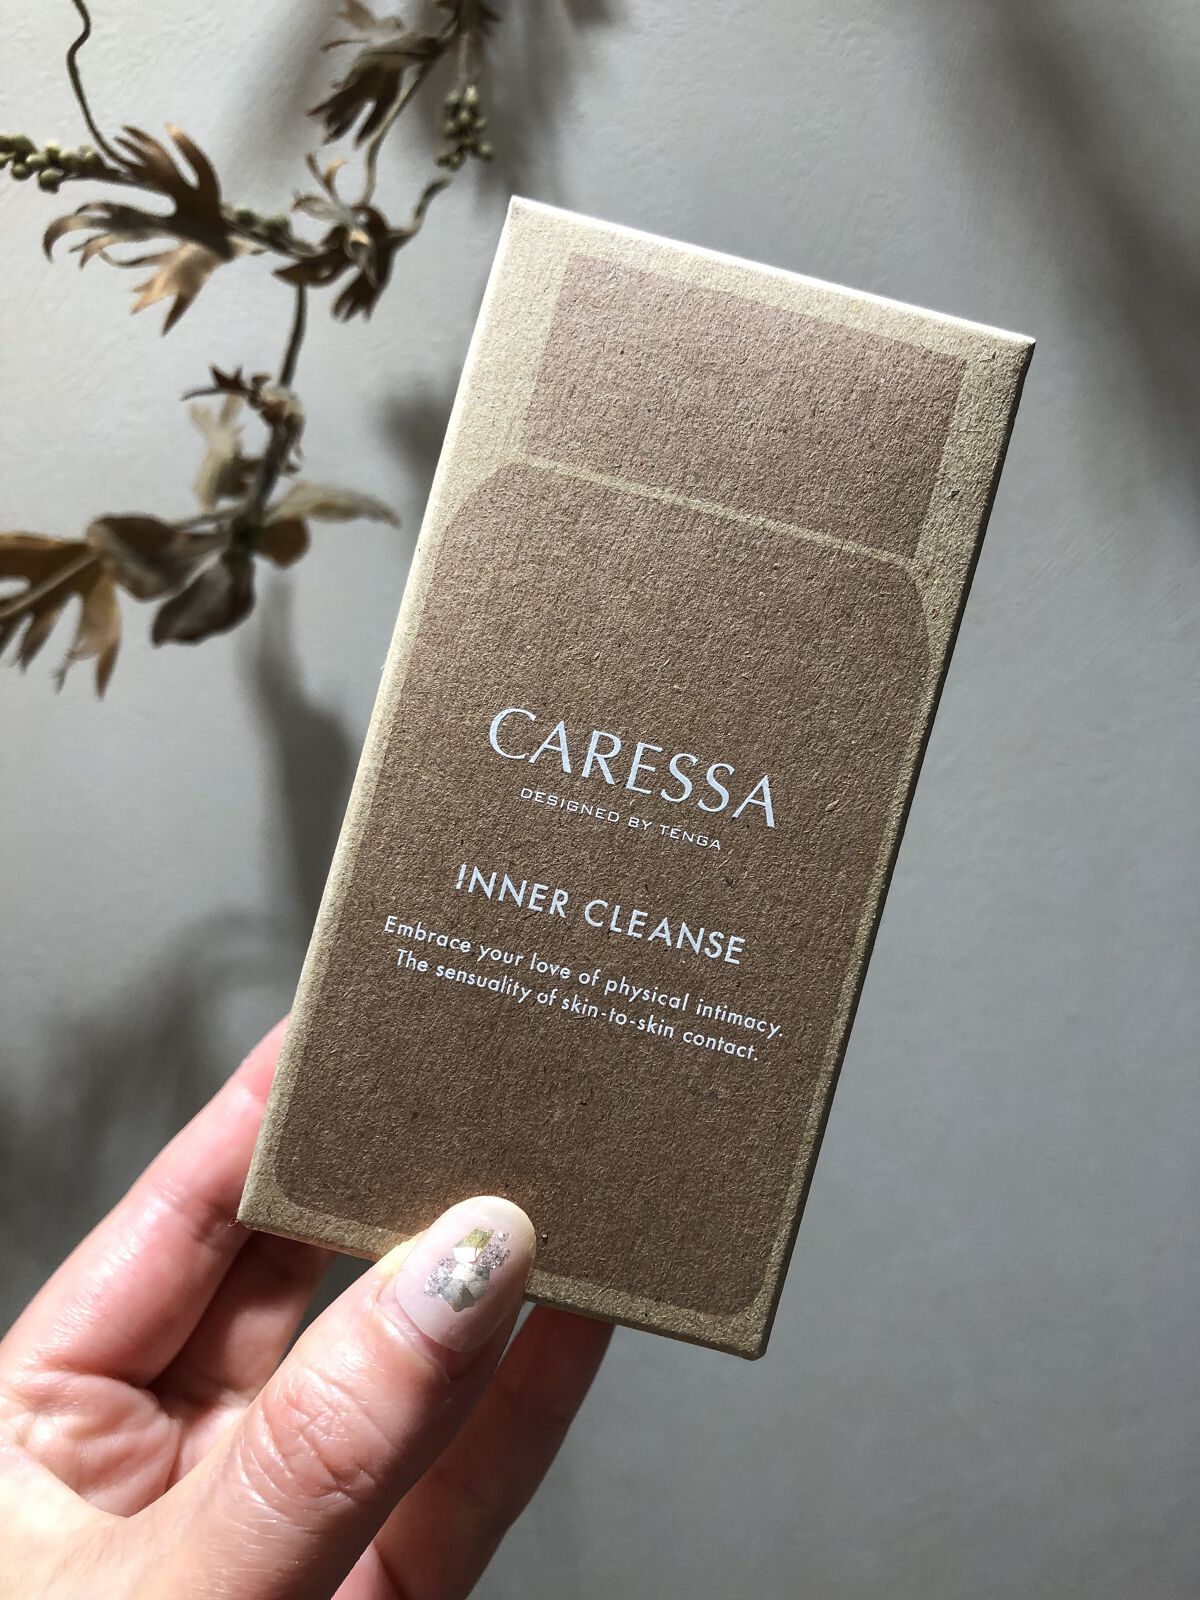 CARESSA
DESIGNED BY TENGA
INNER CLEANSE
Embrace your love of physical intimacy.
The sensuality of skin-to-skin contact.